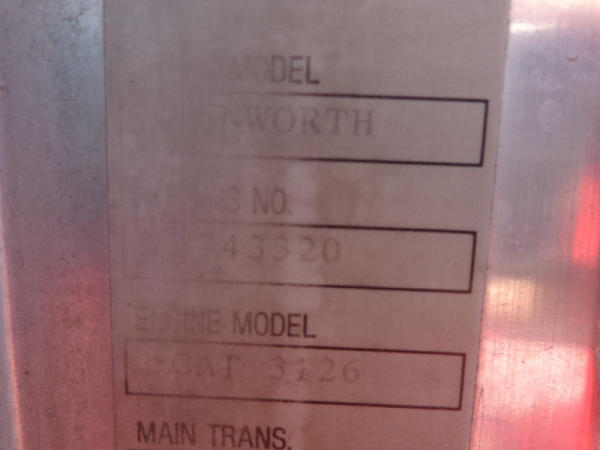 MODEL
NWORTH
NO.
43320
ENGINE MODEL
CAT 3126
MAIN TRANS.